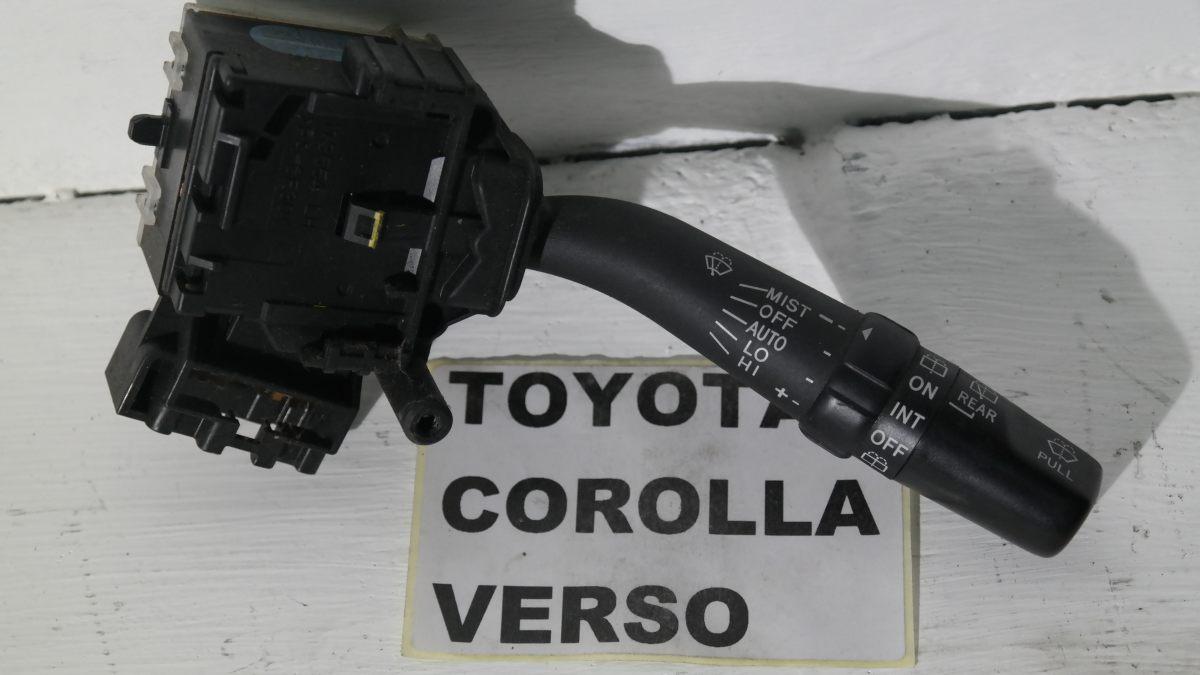 MIST
OFF
AUTO
LO
HI
+
-
ON
INT
OFF
REAR
PULL
TOYOTA
COROLLA
VERSO